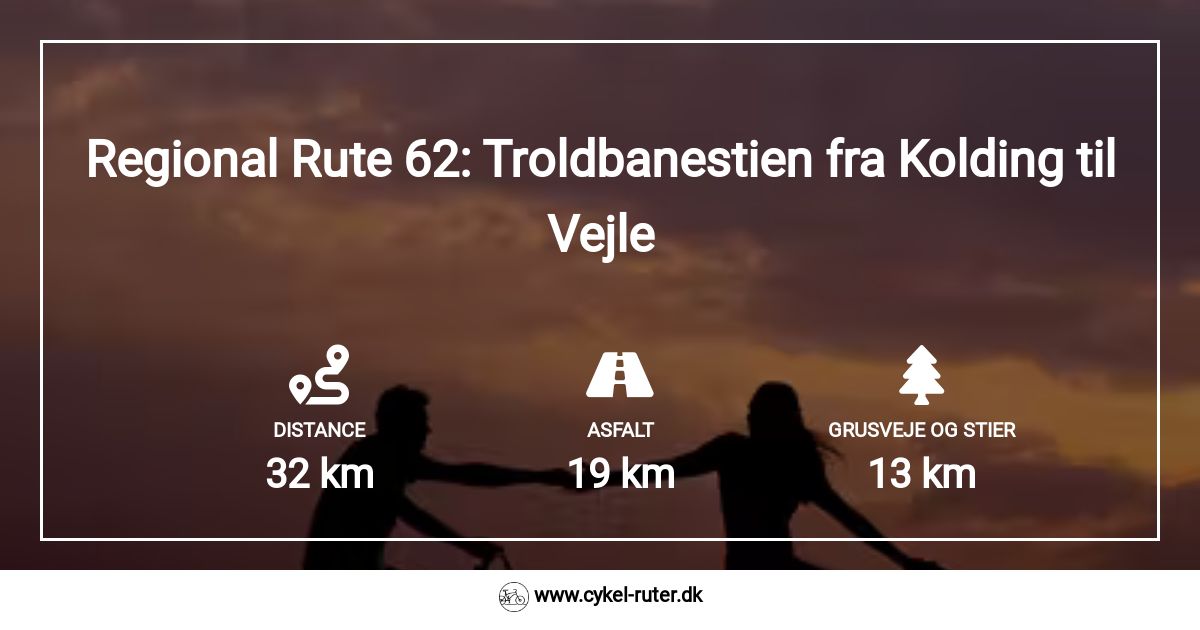 Regional Rute 62: Troldbanestien fra Kolding til
Vejle
DISTANCE
ASFALT
GRUSVEJE OG STIER
32 km
19 km
13 km
www.cykel-ruter.dk